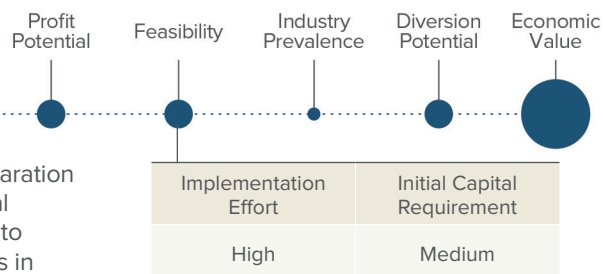 Profit
Potential
Feasibility
Industry
Prevalence
Diversion
Potential
Economic
Value
aration
l
to
s in
Implementation
Effort
Initial Capital
Requirement
High
Medium